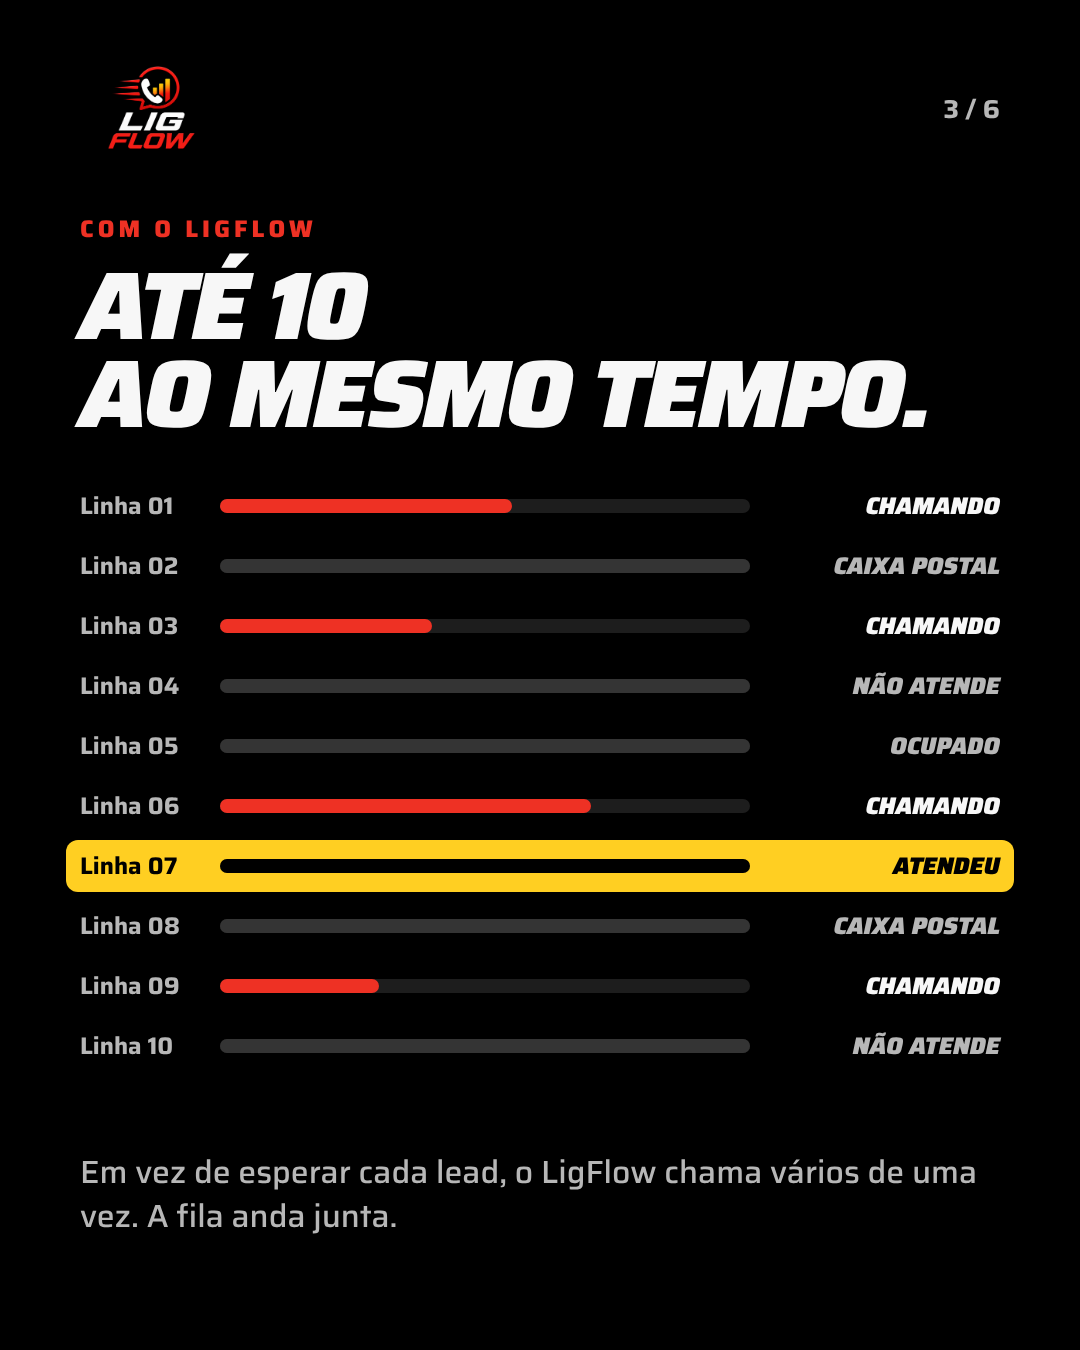 LIG
FLOW
3 / 6
COM O LIGFLOW
ATÉ 10
AO MESMO TEMPO.
Linha 01 CHAMANDO
Linha 02 CAIXA POSTAL
Linha 03 CHAMANDO
Linha 04 NÃO ATENDE
Linha 05 OCUPADO
Linha 06 CHAMANDO
Linha 07 ATENDEU
Linha 08 CAIXA POSTAL
Linha 09 CHAMANDO
Linha 10 NÃO ATENDE
Em vez de esperar cada lead, o LigFlow chama vários de uma
vez. A fila anda junta.